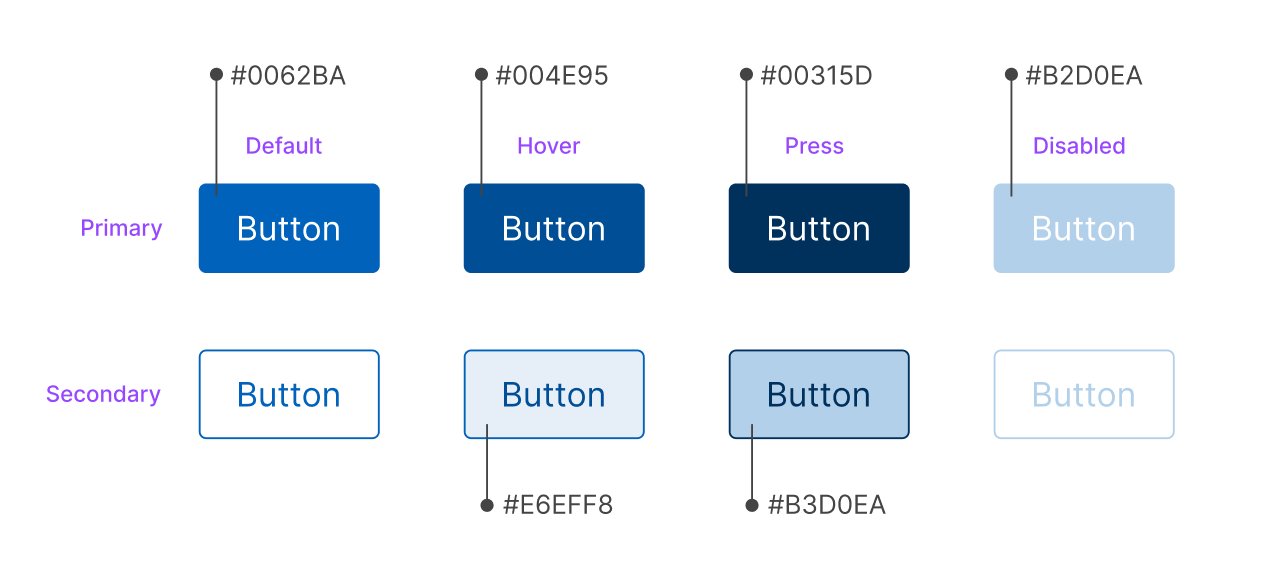 #0062BA
#004E95
#00315D
#B2D0EA
Default
Hover
Press
Disabled
Primary
Button
Button
Button
Button
Secondary
Button
Button
Button
Button
#E6EFF8
#B3D0EA